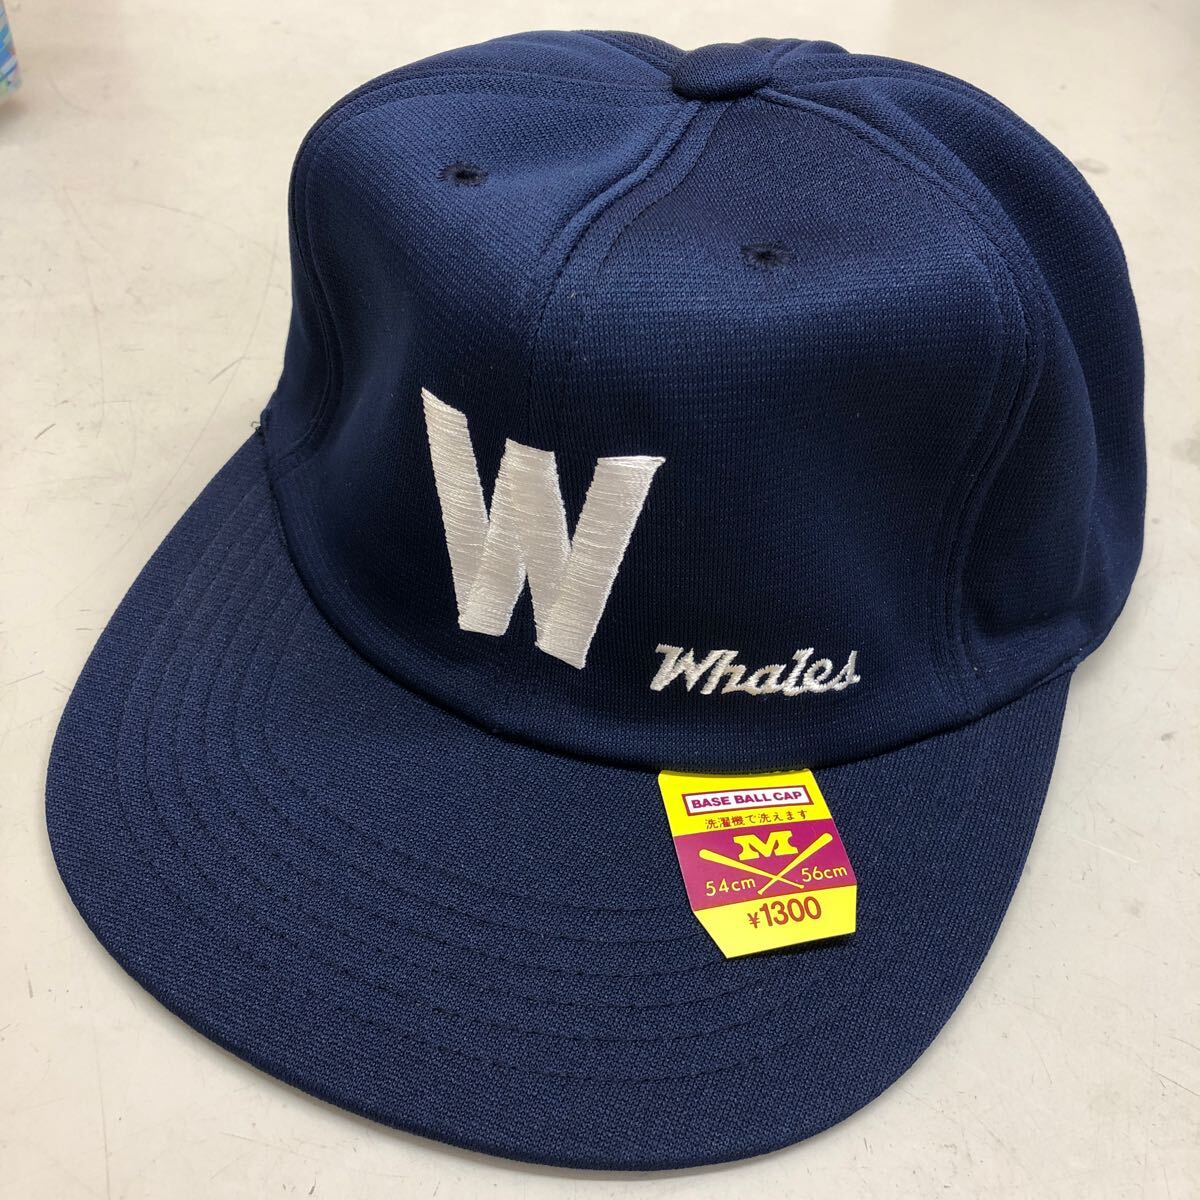 W
Whales
BASE BALL CAP
洗濯機で洗えます
M
54cm 56cm
¥1300